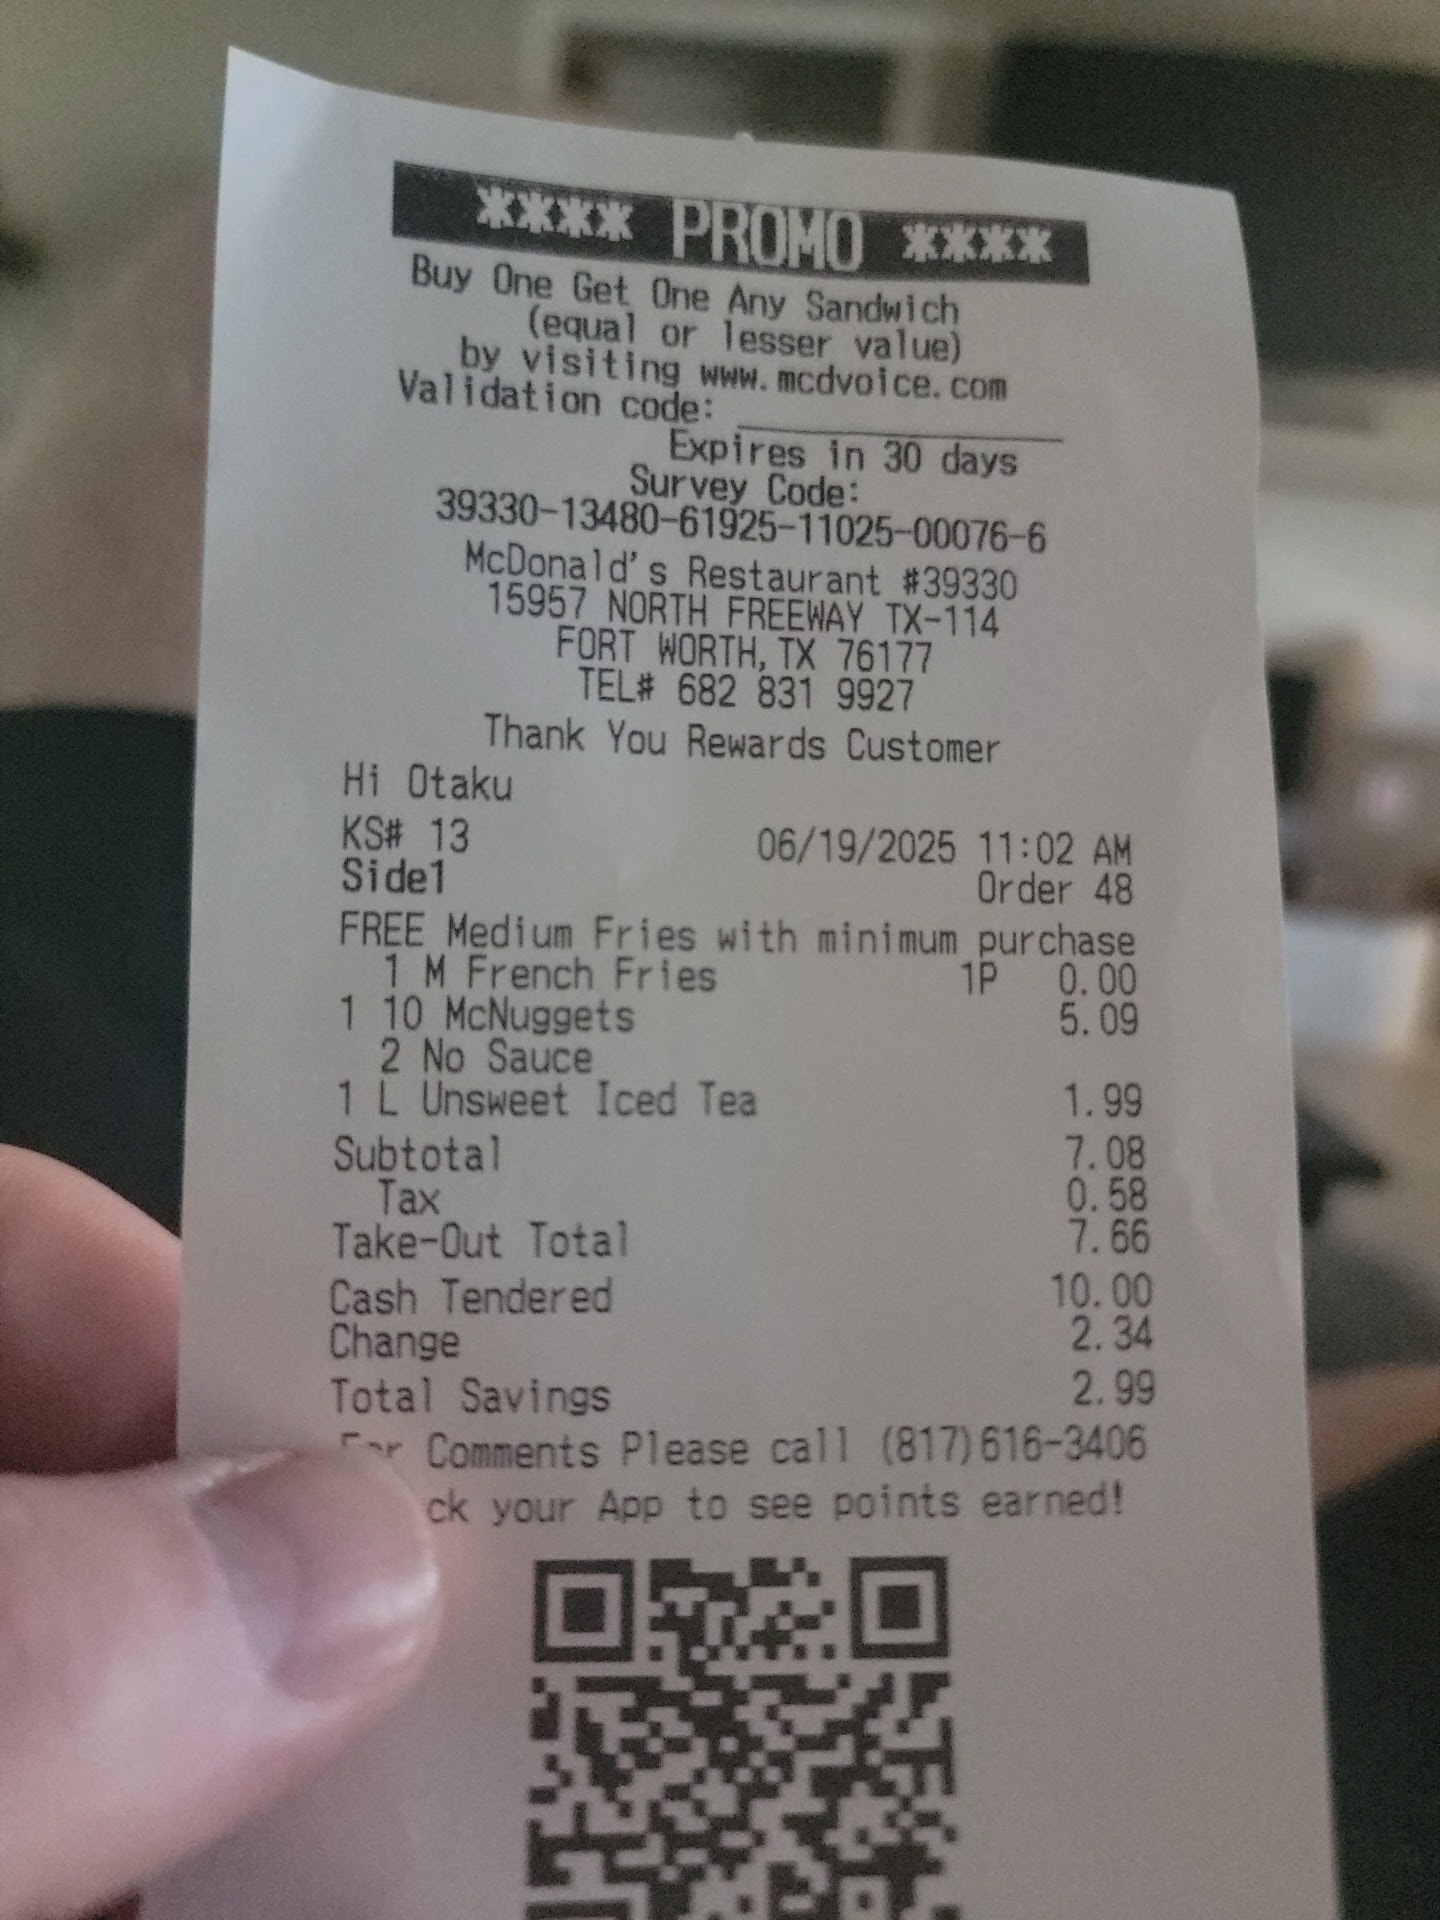 **** PROMO ****
Buy One Get One Any Sandwich
(equal or lesser value)
by visiting www.mcdvoice.com
Validation code: ____________
Expires in 30 days
Survey Code:
39330-13480-61925-11025-00076-6
McDonald's Restaurant #39330
15957 NORTH FREEWAY TX-114
FORT WORTH, TX 76177
TEL# 682 831 9927
Thank You Rewards Customer
Hi Otaku
KS# 13 06/19/2025 11:02 AM
Side1 Order 48
FREE Medium Fries with minimum purchase
1 M French Fries 1P 0.00
1 10 McNuggets 5.09
2 No Sauce
1 L Unsweet Iced Tea 1.99
Subtotal 7.08
Tax 0.58
Take-Out Total 7.66
Cash Tendered 10.00
Change 2.34
Total Savings 2.99
For Comments Please call (817)616-3406
ck your App to see points earned!